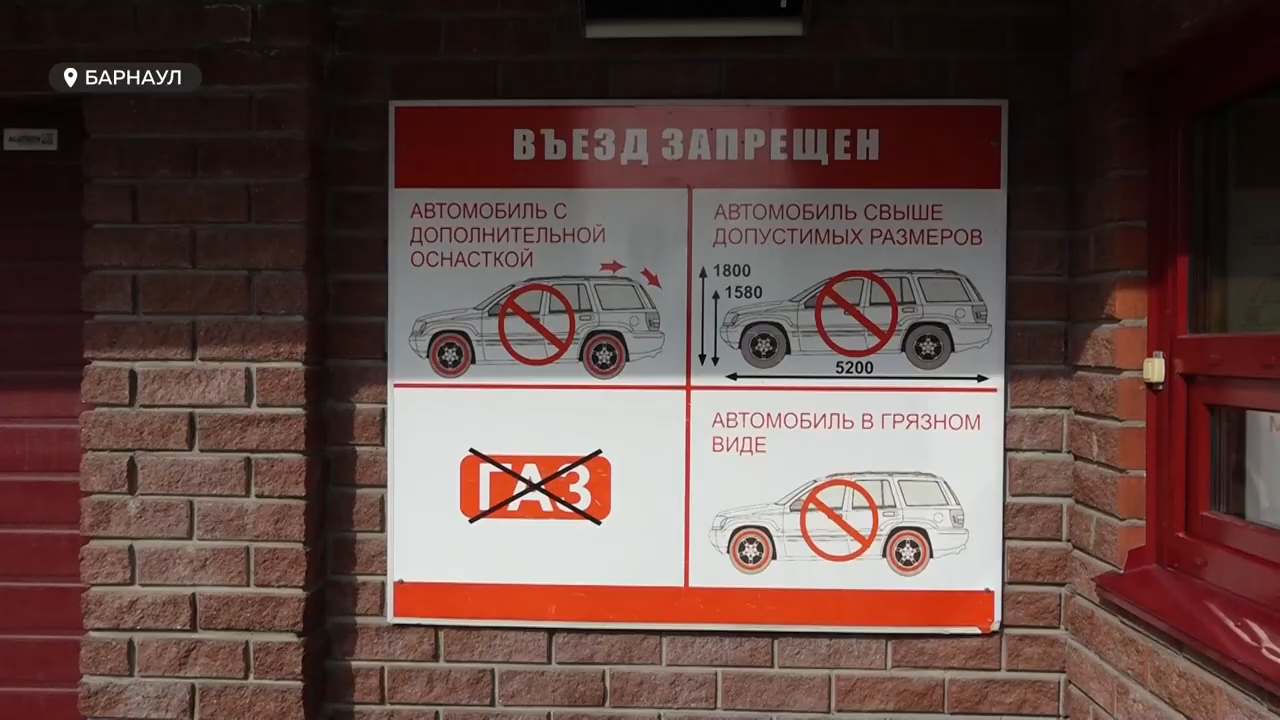 БАРНАУЛ
ВЪЕЗД ЗАПРЕЩЕН
АВТОМОБИЛЬ С
ДОПОЛНИТЕЛЬНОЙ
ОСНАСТКОЙ
АВТОМОБИЛЬ СВЫШЕ
ДОПУСТИМЫХ РАЗМЕРОВ
1800
1580
5200
ГАЗ
АВТОМОБИЛЬ В ГРЯЗНОМ
ВИДЕ